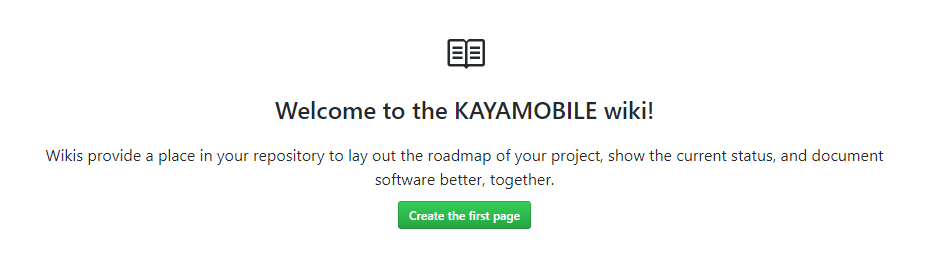 Welcome to the KAYAMOBILE wiki!
Wikis provide a place in your repository to lay out the roadmap of your project, show the current status, and document
software better, together.
Create the first page